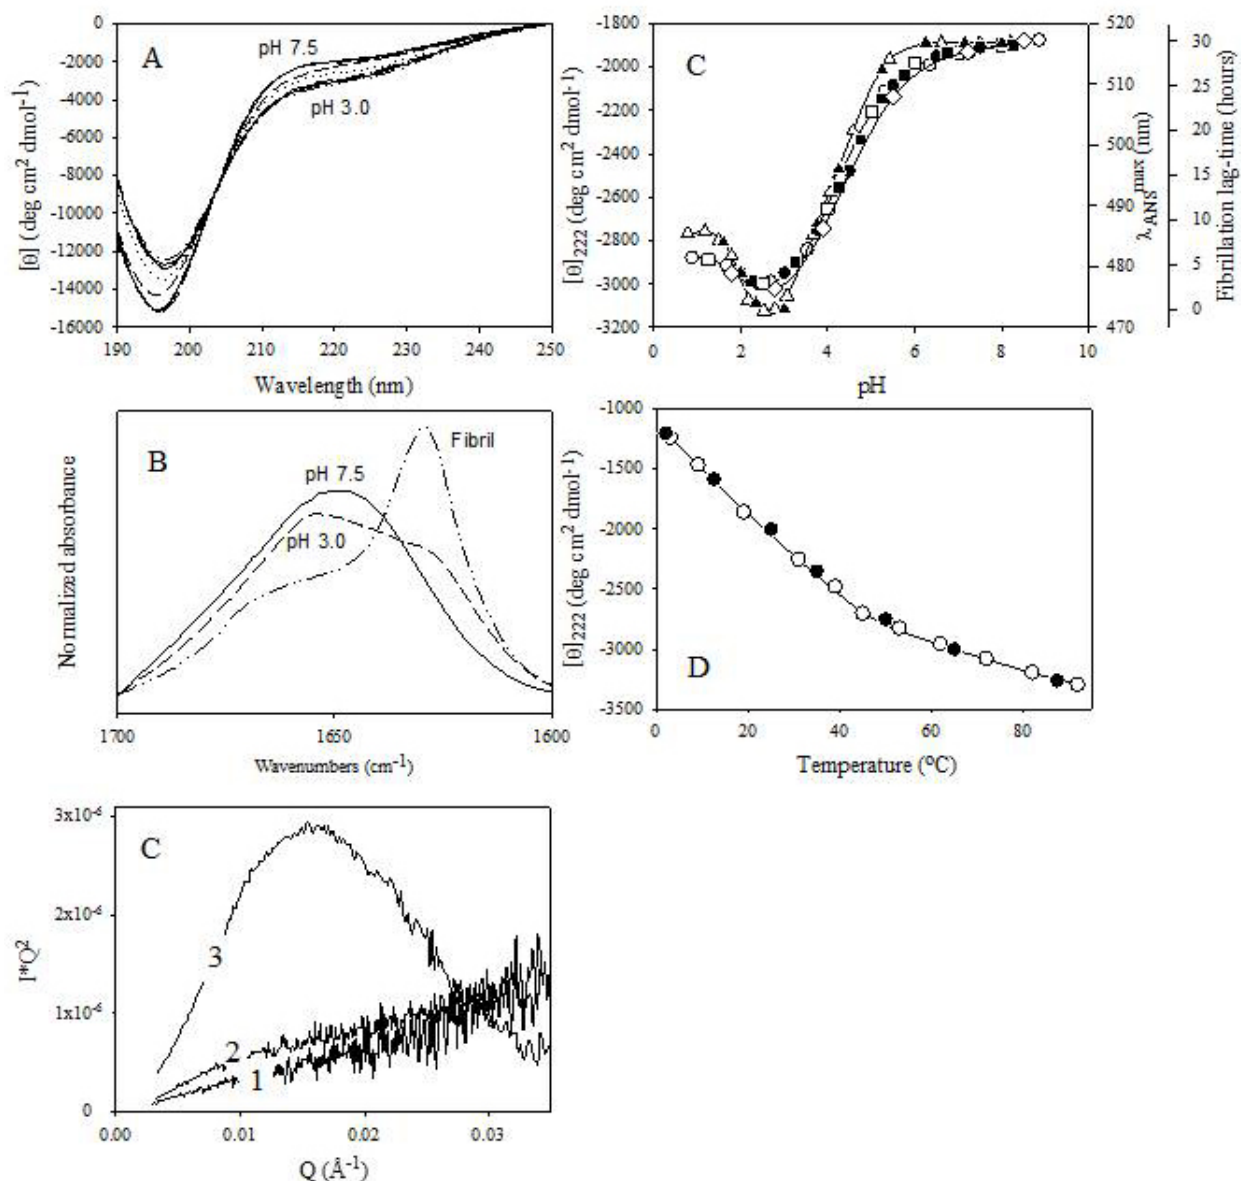 A
pH 7.5
pH 3.0
0
-2000
-4000
-6000
-8000
-10000
-12000
-14000
-16000
[θ] (deg cm² dmol⁻¹)
190 200 210 220 230 240 250
Wavelength (nm)
C
-1800
-2000
-2200
-2400
-2600
-2800
-3000
-3200
[θ]₂₂₂ (deg cm² dmol⁻¹)
0 2 4 6 8 10
pH
520
510
500
490
480
470
λANSmax (nm)
30
25
20
15
10
5
0
Fibrillation lag-time (hours)
B
Fibril
pH 7.5
pH 3.0
Normalized absorbance
1700 1650 1600
Wavenumbers (cm⁻¹)
-1000
-1500
-2000
-2500
-3000
-3500
[θ]₂₂₂ (deg cm² dmol⁻¹)
D
0 20 40 60 80
Temperature (°C)
C
3x10⁻⁶
2x10⁻⁶
1x10⁻⁶
0
I*Q²
3
2
1
0.00 0.01 0.02 0.03
Q (Å⁻¹)